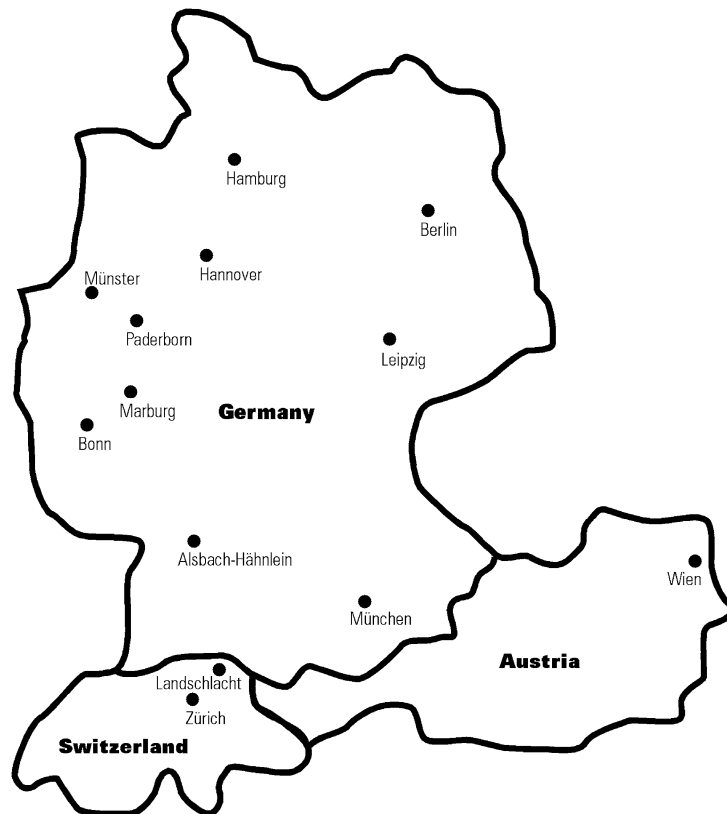 Hamburg
Berlin
Hannover
Münster
Paderborn
Leipzig
Marburg
Germany
Bonn
Alsbach-Hähnlein
Wien
München
Austria
Landschlacht
Zürich
Switzerland